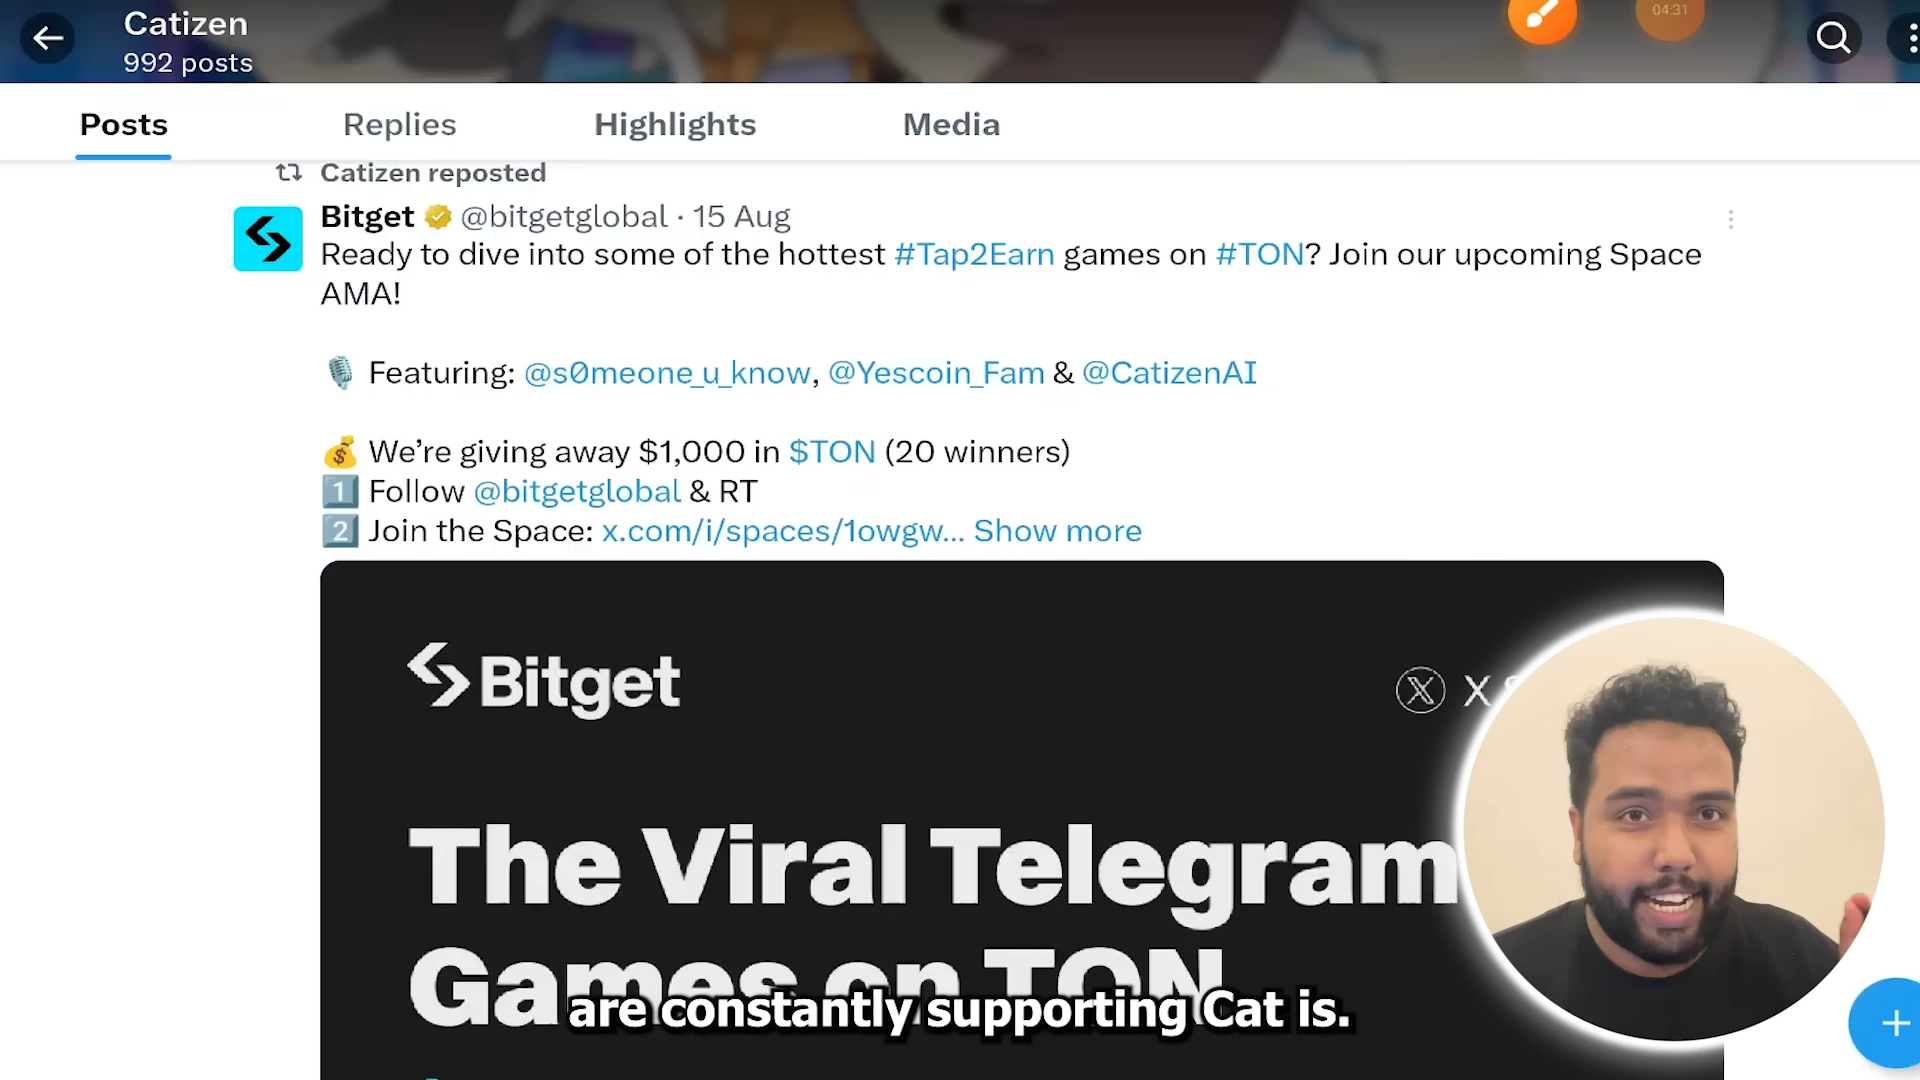 Catizen
992 posts
04:31
Posts Replies Highlights Media
Catizen reposted
Bitget @bitgetglobal · 15 Aug
Ready to dive into some of the hottest #Tap2Earn games on #TON? Join our upcoming Space
AMA!
🎙️ Featuring: @s0meone_u_know, @Yescoin_Fam & @CatizenAI
💰 We’re giving away $1,000 in $TON (20 winners)
1️⃣ Follow @bitgetglobal & RT
2️⃣ Join the Space: x.com/i/spaces/1owgw... Show more
Bitget
X
The Viral Telegram
Games on TON
are constantly supporting Cat is.